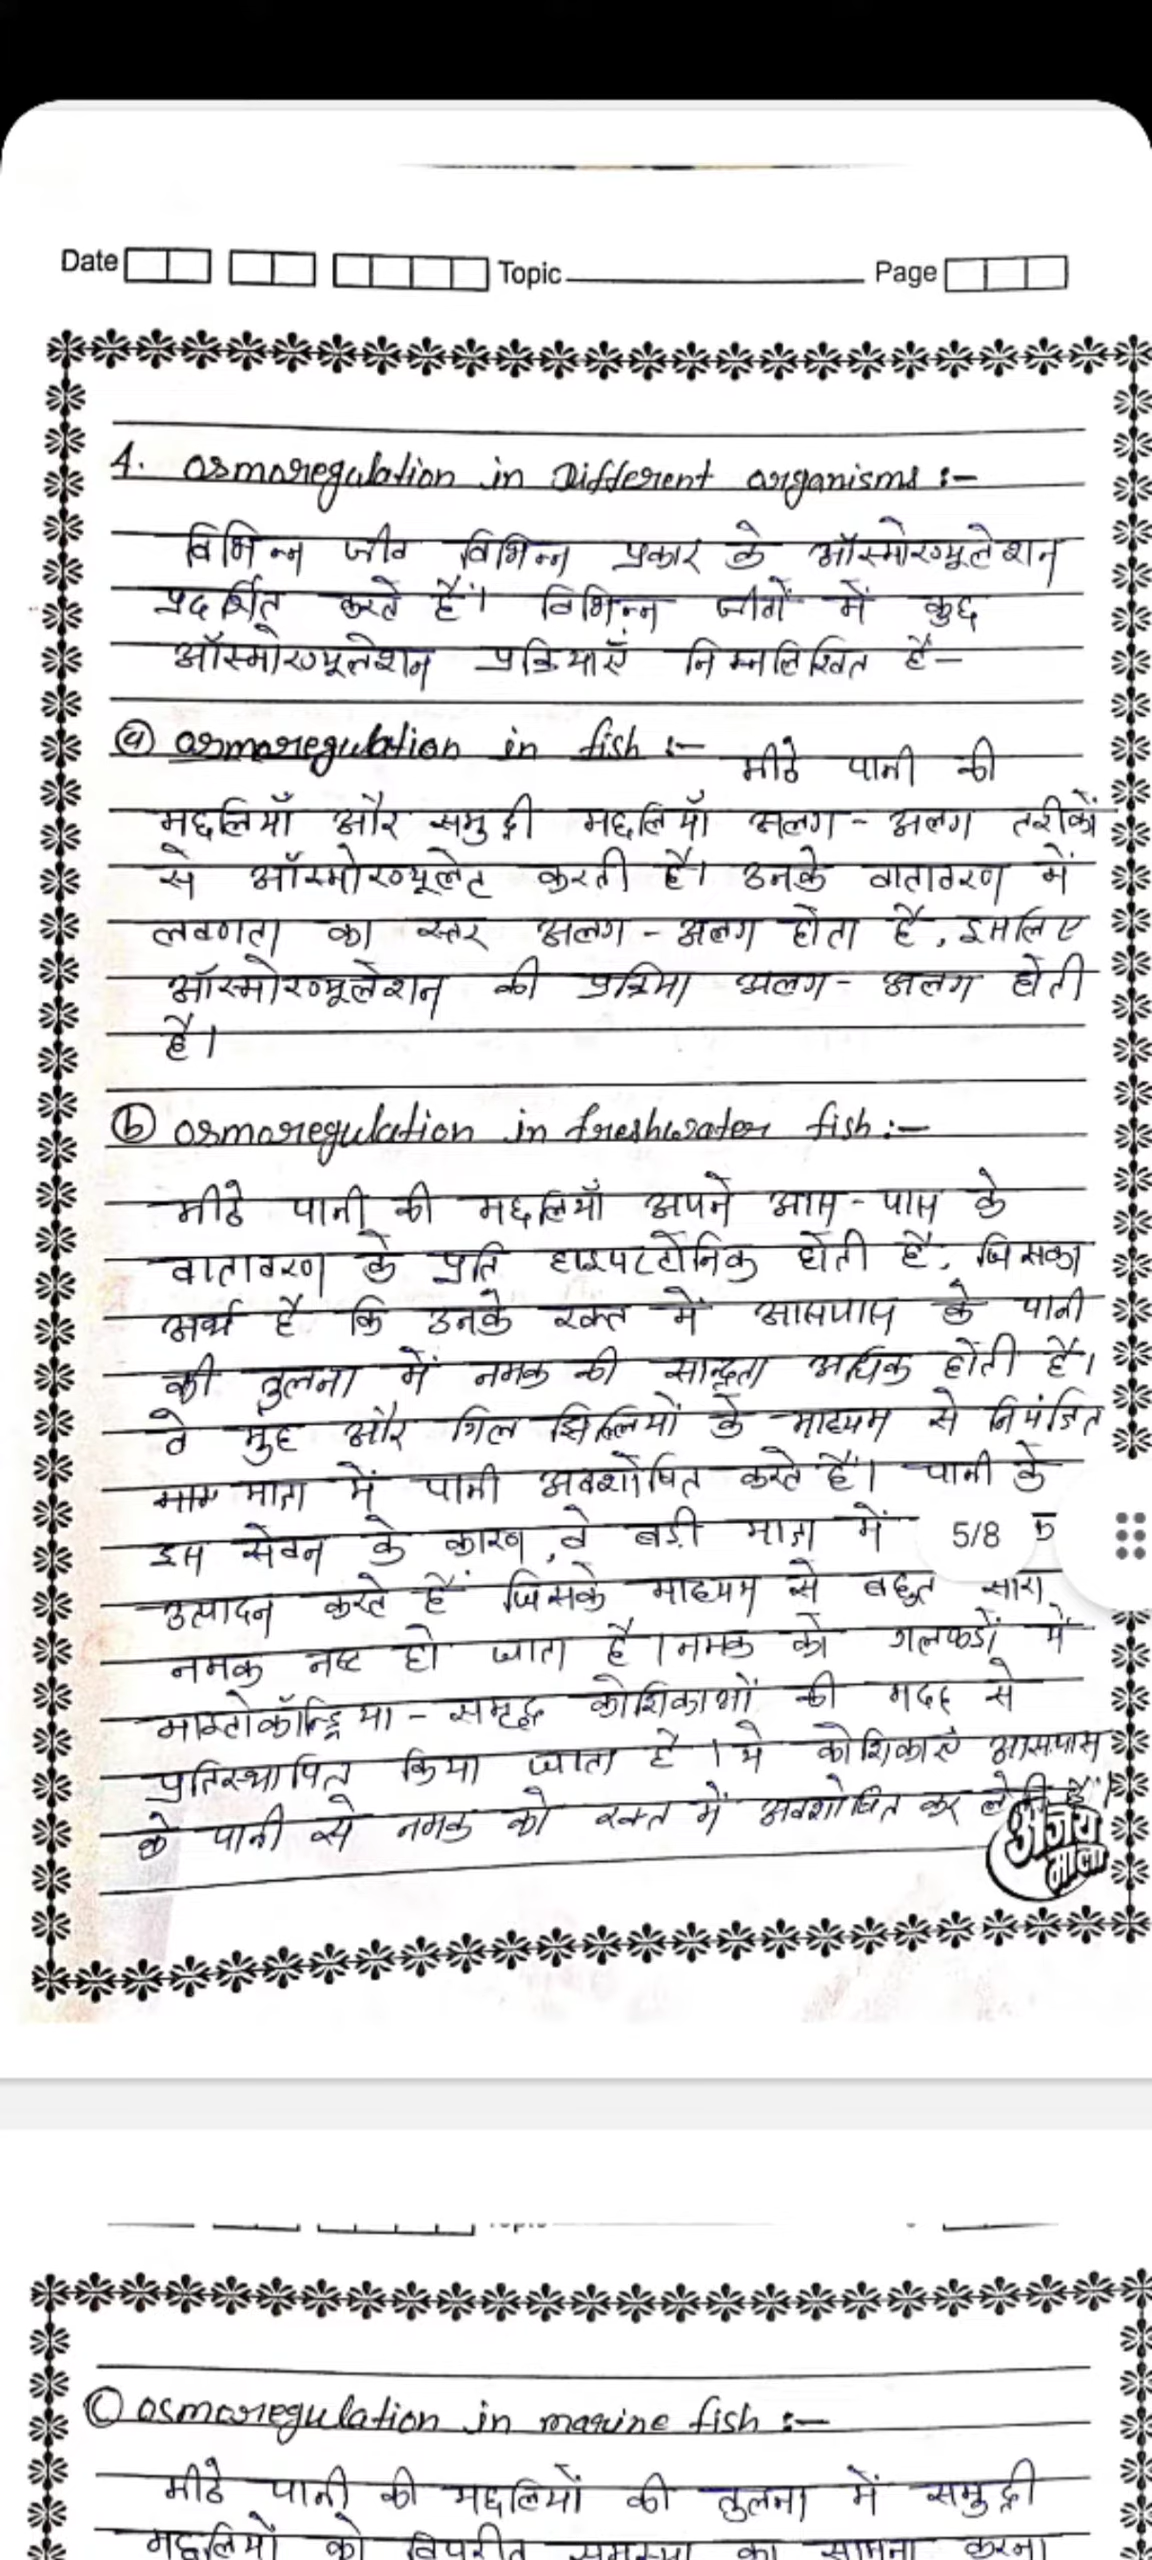 Date Topic Page
4. Osmoregulation in Different organisms :-
विभिन्न जीव विभिन्न प्रकार के ऑस्मोरेग्यूलेशन
प्रदर्शित करते हैं। विभिन्न जीवों में कुछ
ऑस्मोरेग्यूलेशन प्रक्रियाएँ निम्नलिखित हैं-
(a) Osmoregulation in fish :- मीठे पानी की
मछलियाँ और समुद्री मछलियाँ अलग - अलग तरीकों
से ऑस्मोरेग्यूलेट करती हैं। उनके वातावरण में
लवणता का स्तर अलग - अलग होता है, इसलिए
ऑस्मोरेग्यूलेशन की प्रक्रिया अलग - अलग होती
है।
(b) Osmoregulation in freshwater fish :-
मीठे पानी की मछलियाँ अपने आस - पास के
वातावरण के प्रति हाइपरटोनिक होती हैं, जिसका
अर्थ है कि उनके रक्त में आसपास के पानी
की तुलना में नमक की सान्द्रता अधिक होती है।
वे मुंह और गिल झिल्लियों के माध्यम से नियंत्रित
मात्रा में पानी अवशोषित करते हैं। पानी के
इस सेवन के कारण, वे बड़ी मात्रा में
5/8
उत्पादन करते हैं जिसके माध्यम से बहुत सारा
नमक नष्ट हो जाता है। नमक को गलफड़ों में
माइटोकॉन्ड्रिया - समृद्ध कोशिकाओं की मदद से
प्रतिस्थापित किया जाता है। ये कोशिकाएं आसपास
के पानी से नमक को रक्त में अवशोषित कर लेती हैं।
(c) Osmoregulation in marine fish :-
मीठे पानी की मछलियों की तुलना में समुद्री
मछलियों को विपरीत समस्या का सामना करना